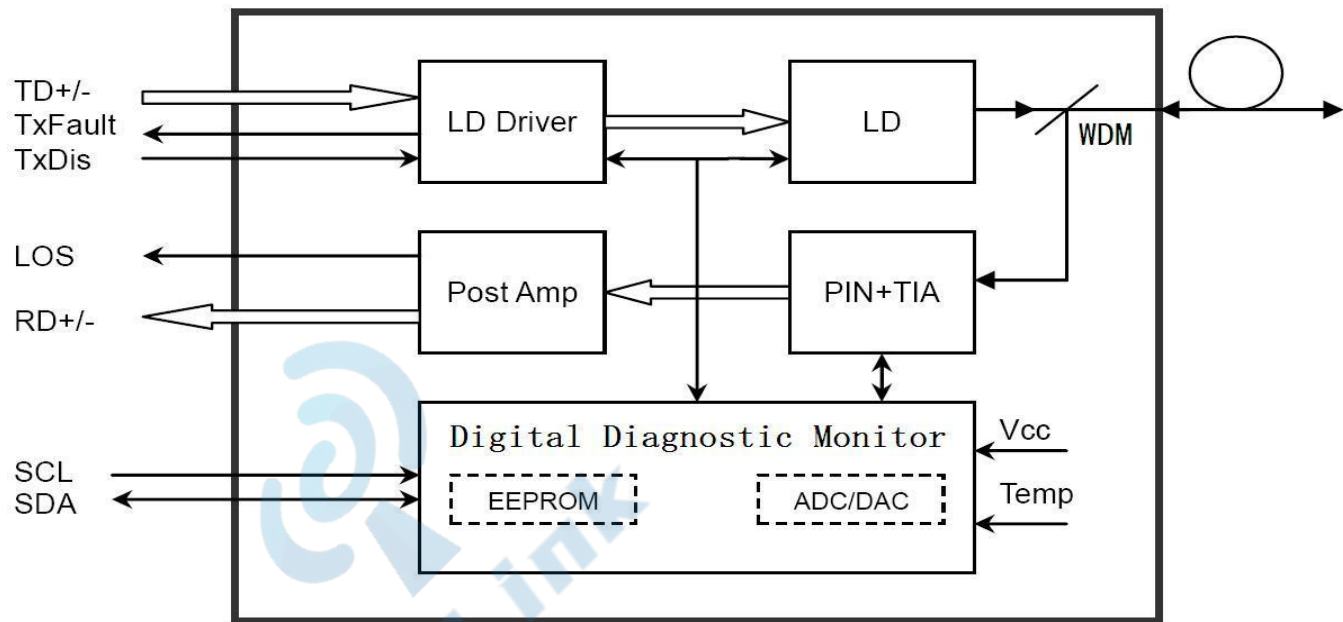 TD+/-
TxFault
TxDis
LD Driver
LD
WDM
LOS
RD+/-
Post Amp
PIN+TIA
Digital Diagnostic Monitor
EEPROM
ADC/DAC
Vcc
Temp
SCL
SDA
ink